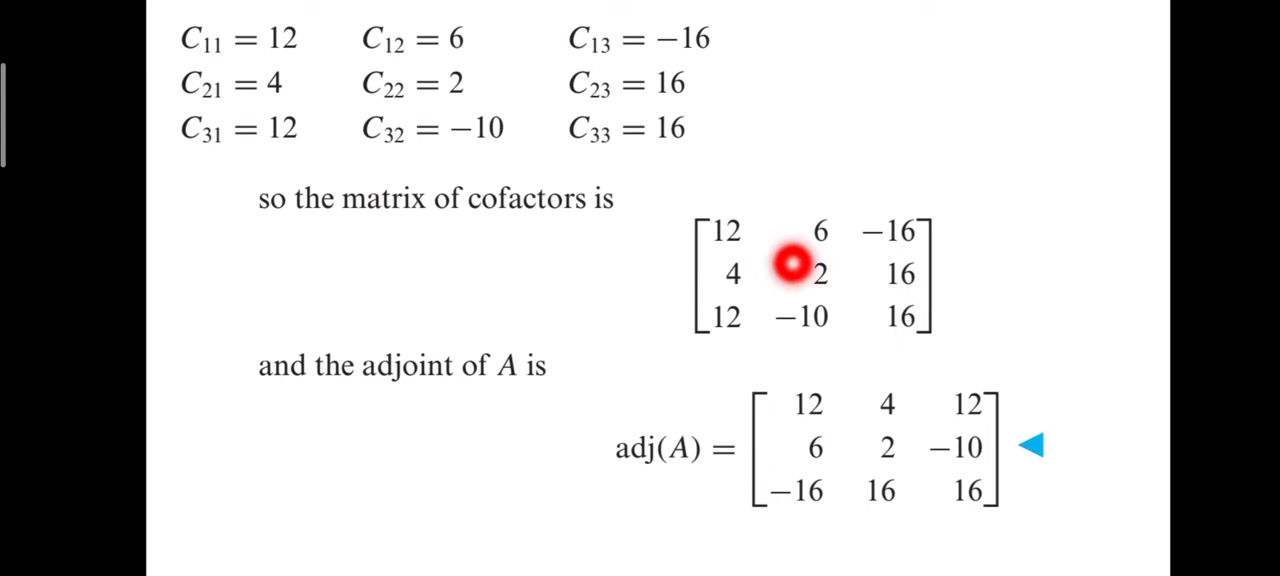 C₁₁ = 12 C₁₂ = 6 C₁₃ = −16
C₂₁ = 4 C₂₂ = 2 C₂₃ = 16
C₃₁ = 12 C₃₂ = −10 C₃₃ = 16
so the matrix of cofactors is
12 6 −16
4 2 16
12 −10 16
and the adjoint of A is
12 4 12
adj(A) = 6 2 −10
−16 16 16